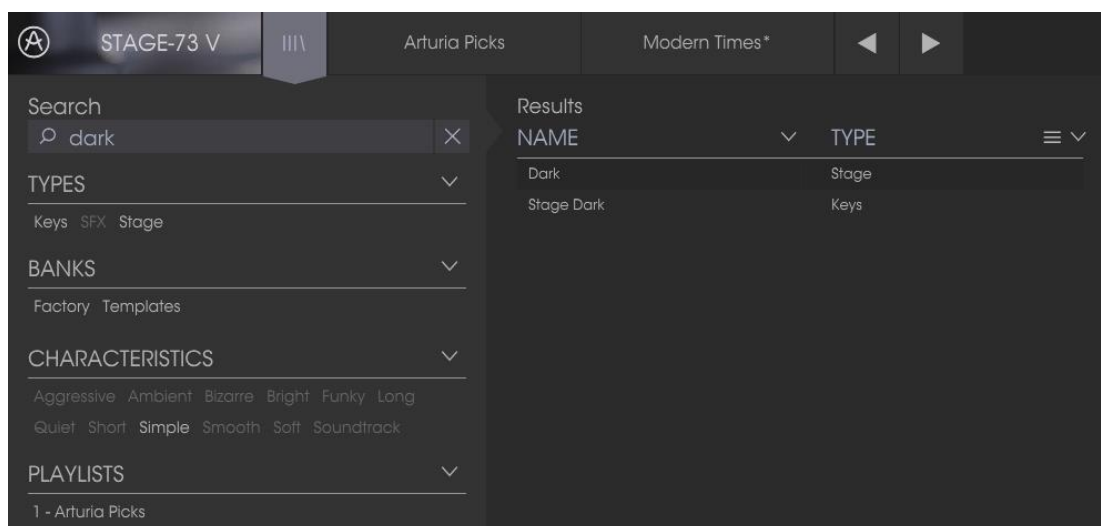 STAGE-73 V
Arturia Picks
Modern Times*
Search
dark
TYPES
Keys SFX Stage
BANKS
Factory Templates
CHARACTERISTICS
Aggressive Ambient Bizarre Bright Funky Long
Quiet Short Simple Smooth Soft Soundtrack
PLAYLISTS
1 - Arturia Picks
Results
NAME TYPE
Dark Stage
Stage Dark Keys